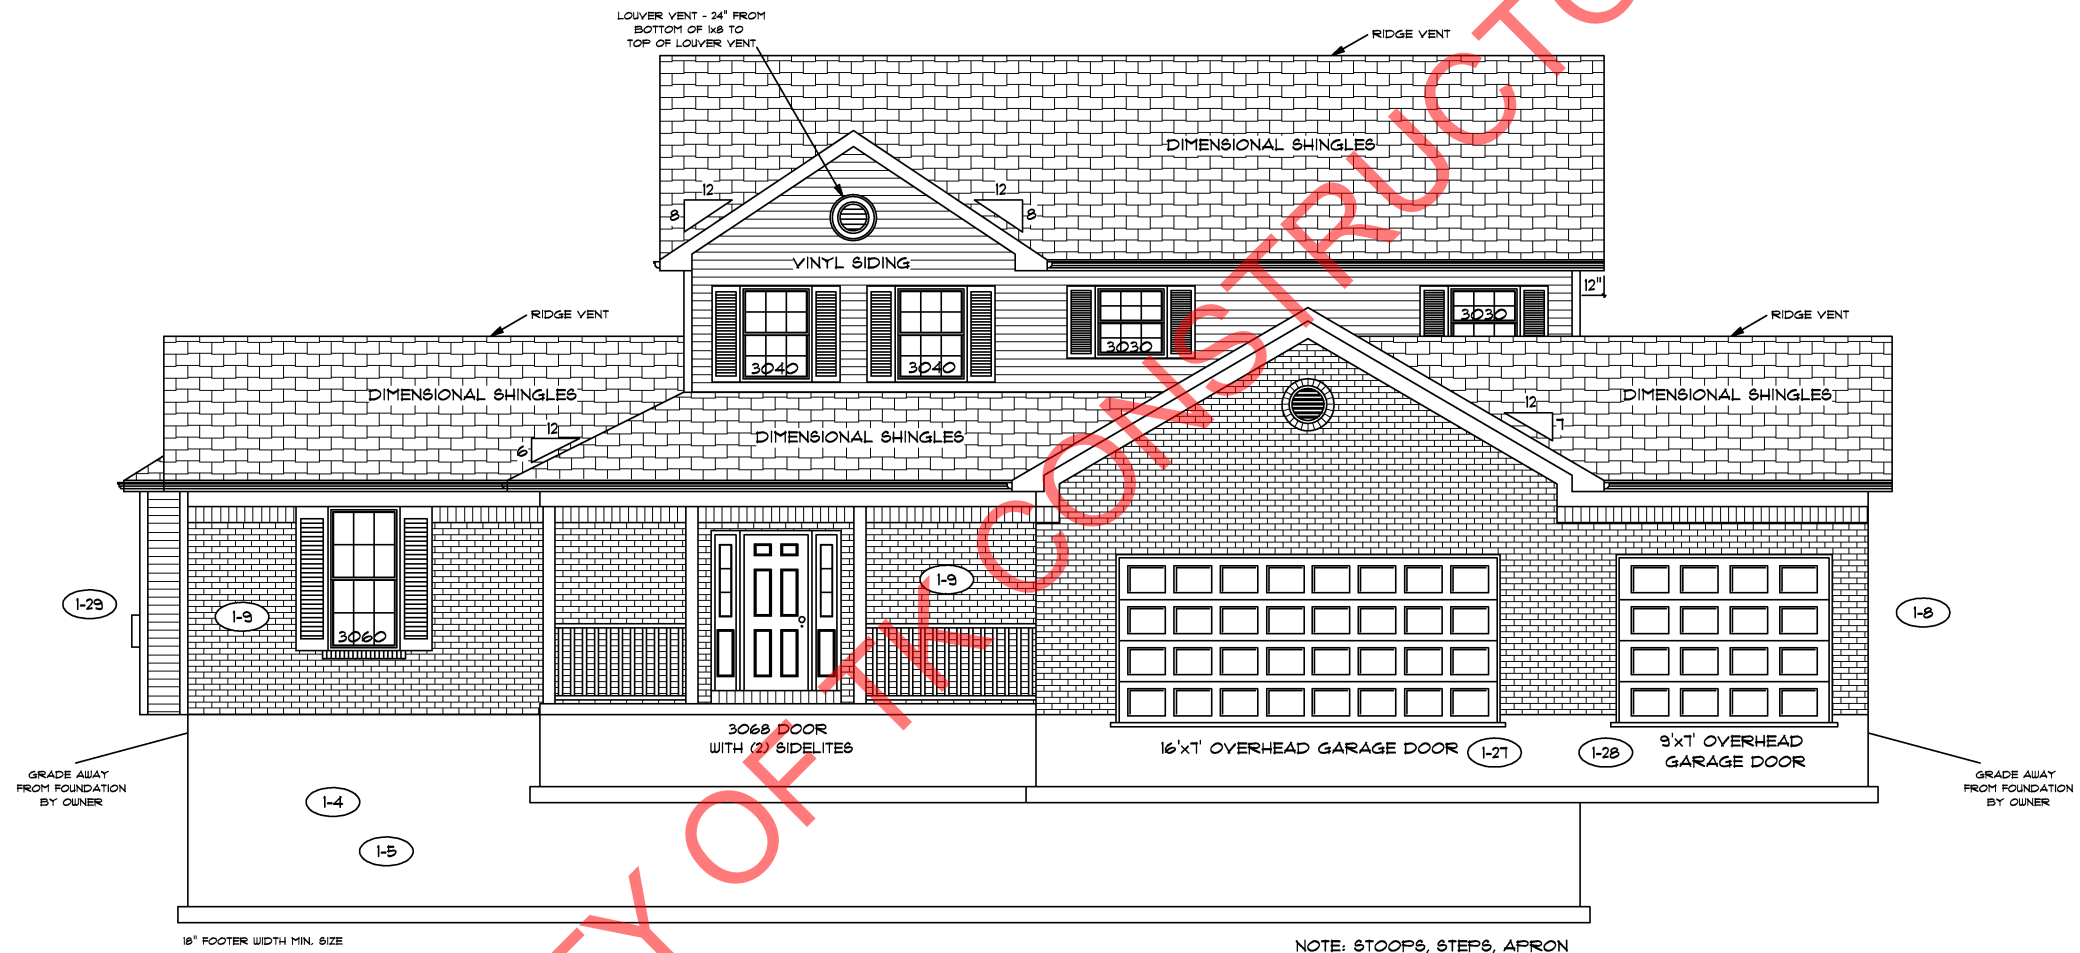 LOUVER VENT - 24" FROM
BOTTOM OF 1x8 TO
TOP OF LOUVER VENT
RIDGE VENT
DIMENSIONAL SHINGLES
12
8
12
8
VINYL SIDING
12"
RIDGE VENT
3030
RIDGE VENT
3030
3040
3040
DIMENSIONAL SHINGLES
DIMENSIONAL SHINGLES
12
7
12
6
DIMENSIONAL SHINGLES
1-29
1-9
3060
1-9
1-8
3068 DOOR
WITH (2) SIDELITES
16'x7' OVERHEAD GARAGE DOOR
1-27
1-28
9'x7' OVERHEAD
GARAGE DOOR
GRADE AWAY
FROM FOUNDATION
BY OWNER
GRADE AWAY
FROM FOUNDATION
BY OWNER
1-4
1-5
18" FOOTER WIDTH MIN. SIZE
NOTE: STOOPS, STEPS, APRON
TY OF TK CONSTRUCTO